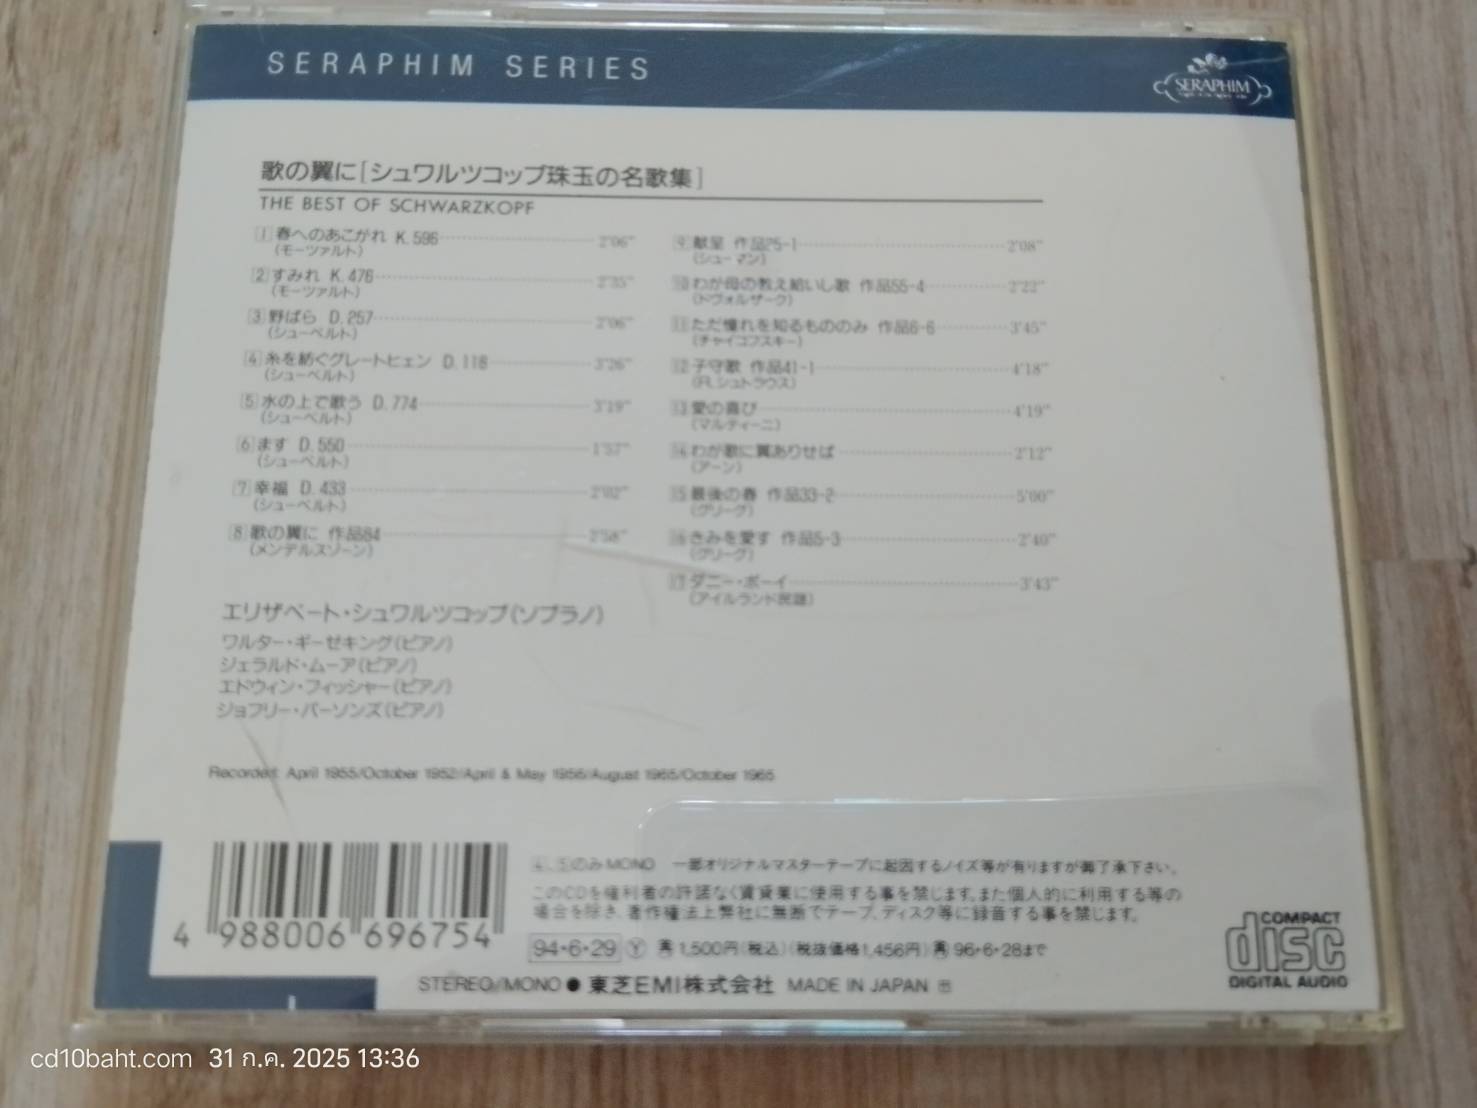 SERAPHIM SERIES
SERAPHIM
歌の翼に[シュワルツコップ珠玉の名歌集]
THE BEST OF SCHWARZKOPF
1 春へのあこがれ K.596 2'06"
(モーツァルト)
2 すみれ K.476 2'35"
(モーツァルト)
3 野ばら D.257 2'06"
(シューベルト)
4 糸を紡ぐグレートヒェン D.118 3'26"
(シューベルト)
5 水の上で歌う D.774 3'19"
(シューベルト)
6 ます D.550 1'57"
(シューベルト)
7 幸福 D.433 2'02"
(シューベルト)
8 歌の翼に 作品84 2'58"
(メンデルスゾーン)
9 献呈 作品25-1 2'08"
(シューマン)
10 わが母の教え給いし歌 作品55-4 2'22"
(ドヴォルザーク)
11 ただ憧れを知るもののみ 作品6-6 3'45"
(チャイコフスキー)
12 子守歌 作品41-1 4'18"
(R.シュトラウス)
13 愛の喜び 4'19"
(マルティーニ)
14 わが歌に翼ありせば 2'12"
(アーン)
15 最後の春 作品33-2 5'00"
(グリーグ)
16 きみを愛す 作品5-3 2'40"
(グリーグ)
17 ダニー・ボーイ 3'43"
(アイルランド民謡)
エリザベート・シュワルツコップ(ソプラノ)
ワルター・ギーゼキング(ピアノ)
ジェラルド・ムーア(ピアノ)
エドウィン・フィッシャー(ピアノ)
ジョフリー・パーソンズ(ピアノ)
Recorded: April 1955/October 1952/April & May 1956/August 1965/October 1965
4 988006 696754
4、5のみMONO 一部オリジナルマスターテープに起因するノイズ等が有りますが御了承下さい。
このCDを権利者の許諾なく賃貸業に使用する事を禁じます。また個人的に利用する等の
場合を除き、著作権法上弊社に無断でテープ、ディスク等に録音する事を禁じます。
94・6・29 Y 再 1,500円(税込)(税抜価格1,456円) 再 96・6・28まで
STEREO/MONO ● 東芝EMI株式会社 MADE IN JAPAN
COMPACT
disc
DIGITAL AUDIO
cd10baht.com 31 ก.ค. 2025 13:36